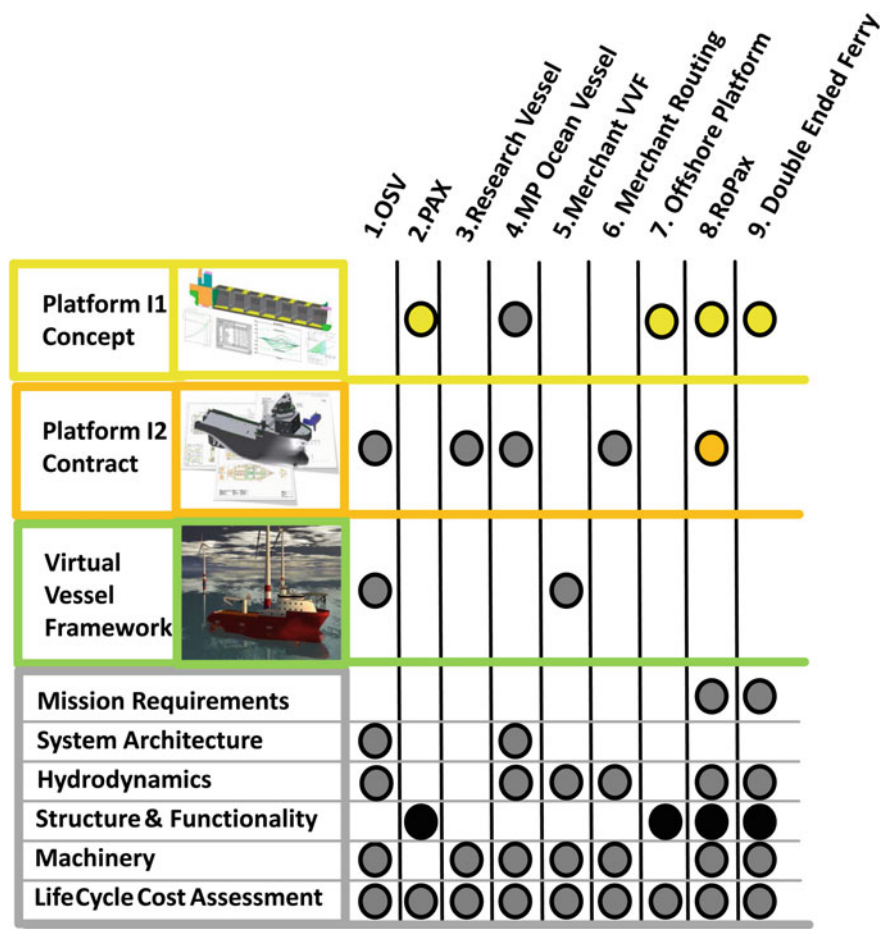 1.OSV
2.PAX
3.Research Vessel
4.MP Ocean Vessel
5.Merchant VVF
6. Merchant Routing
7. Offshore Platform
8.RoPax
9. Double Ended Ferry
Platform I1
Concept
Platform I2
Contract
Virtual
Vessel
Framework
Mission Requirements
System Architecture
Hydrodynamics
Structure & Functionality
Machinery
Life Cycle Cost Assessment